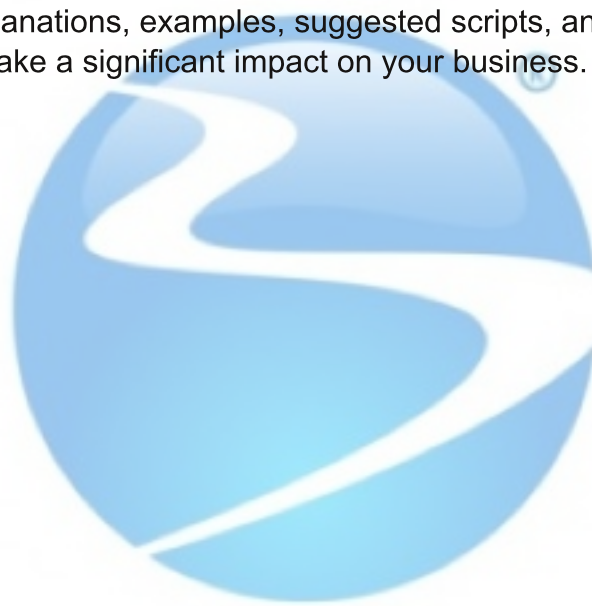 anations, examples, suggested scripts, an
ake a significant impact on your business.
®